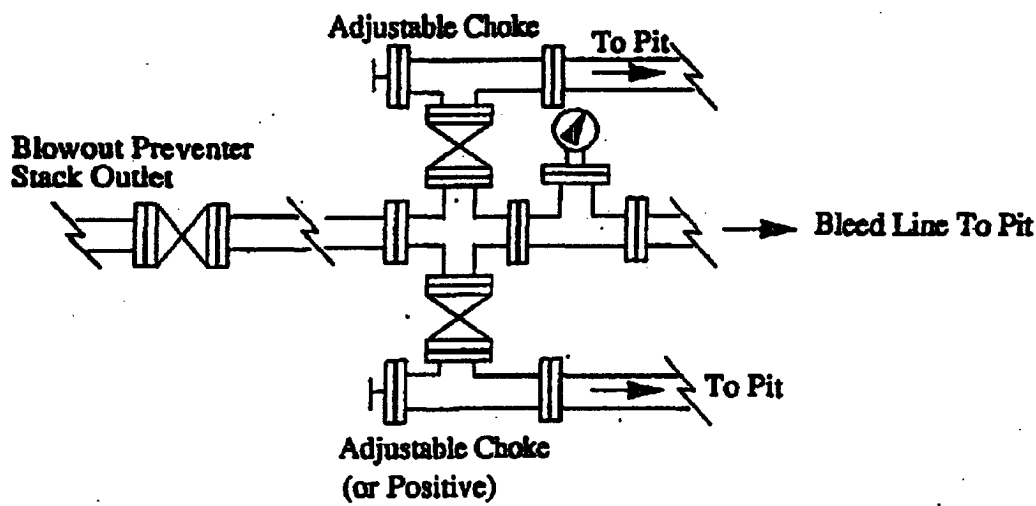 Adjustable Choke
To Pit
Blowout Preventer
Stack Outlet
Bleed Line To Pit
To Pit
Adjustable Choke
(or Positive)